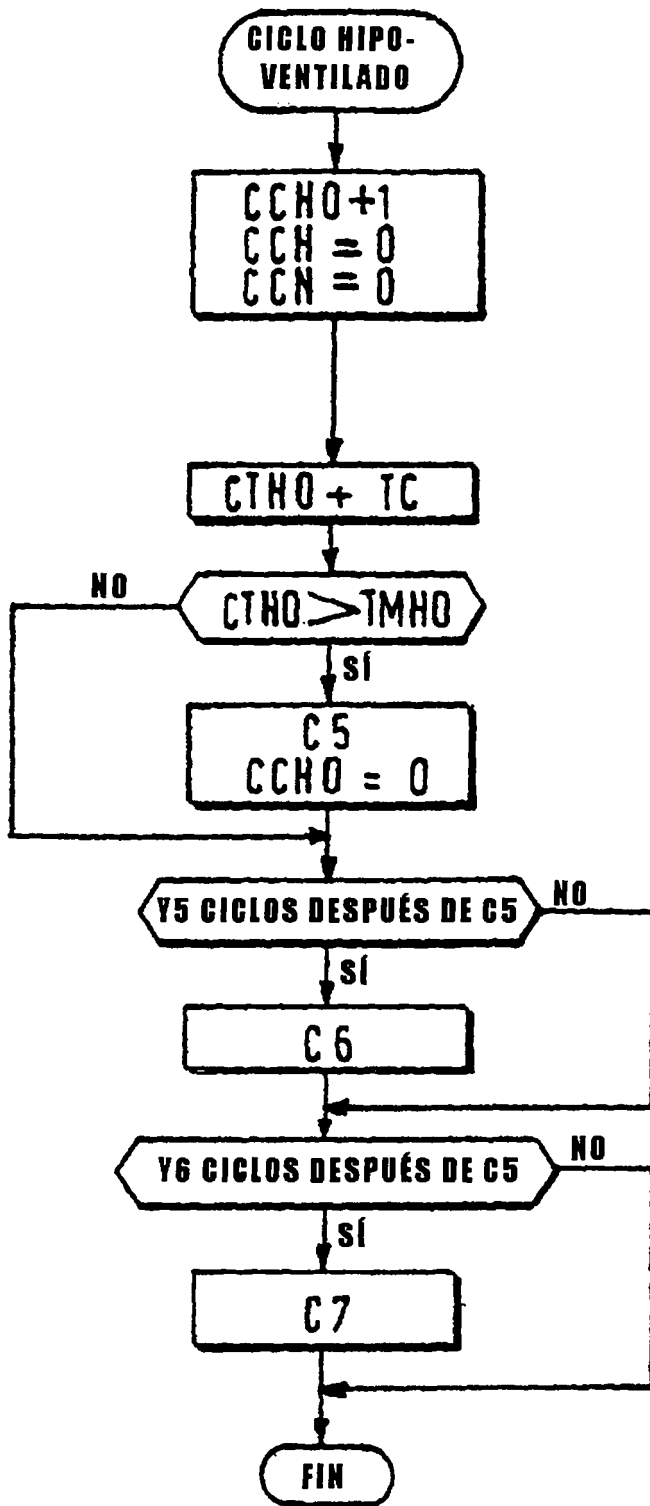 CICLO HIPO-
VENTILADO
CCHO+1
CCH = 0
CCN = 0
CTHO + TC
CTHO > TMHO
NO
SÍ
C5
CCHO = 0
Y5 CICLOS DESPUÉS DE C5
NO
SÍ
C6
Y6 CICLOS DESPUÉS DE C5
NO
SÍ
C7
FIN